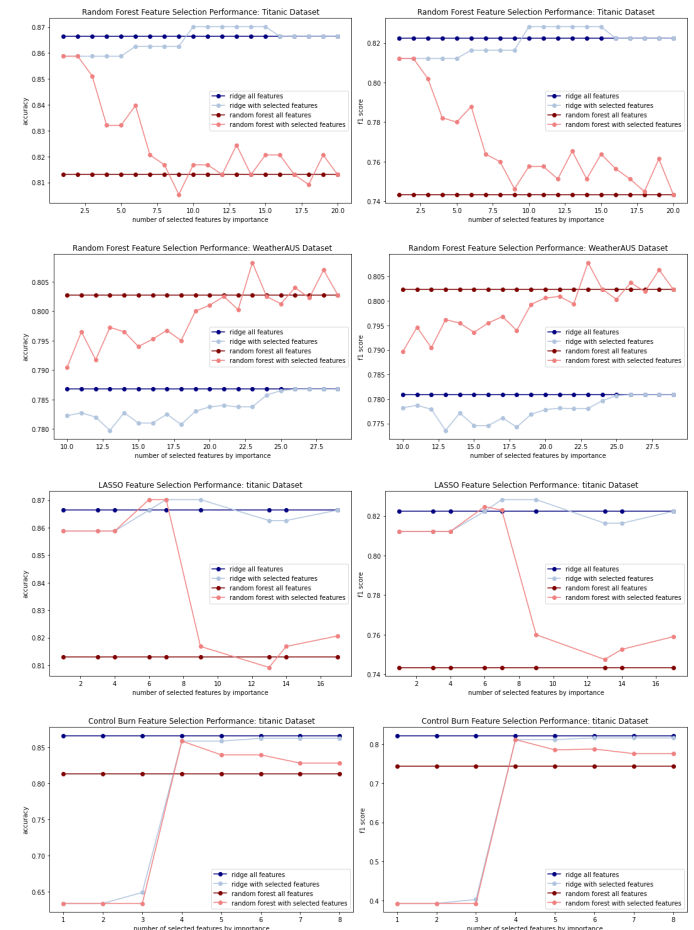 Random Forest Feature Selection Performance: Titanic Dataset
accuracy
0.87
0.86
0.85
0.84
0.83
0.82
0.81
ridge all features
ridge with selected features
random forest all features
random forest with selected features
2.5 5.0 7.5 10.0 12.5 15.0 17.5 20.0
number of selected features by importance
Random Forest Feature Selection Performance: Titanic Dataset
f1 score
0.82
0.80
0.78
0.76
0.74
ridge all features
ridge with selected features
random forest all features
random forest with selected features
2.5 5.0 7.5 10.0 12.5 15.0 17.5 20.0
number of selected features by importance
Random Forest Feature Selection Performance: WeatherAUS Dataset
accuracy
0.805
0.800
0.795
0.790
0.785
0.780
ridge all features
ridge with selected features
random forest all features
random forest with selected features
10.0 12.5 15.0 17.5 20.0 22.5 25.0 27.5
number of selected features by importance
Random Forest Feature Selection Performance: WeatherAUS Dataset
f1 score
0.805
0.800
0.795
0.790
0.785
0.780
0.775
ridge all features
ridge with selected features
random forest all features
random forest with selected features
10.0 12.5 15.0 17.5 20.0 22.5 25.0 27.5
number of selected features by importance
LASSO Feature Selection Performance: titanic Dataset
accuracy
0.87
0.86
0.85
0.84
0.83
0.82
0.81
ridge all features
ridge with selected features
random forest all features
random forest with selected features
2 4 6 8 10 12 14 16
number of selected features by importance
LASSO Feature Selection Performance: titanic Dataset
f1 score
0.82
0.80
0.78
0.76
0.74
ridge all features
ridge with selected features
random forest all features
random forest with selected features
2 4 6 8 10 12 14 16
number of selected features by importance
Control Burn Feature Selection Performance: titanic Dataset
accuracy
0.85
0.80
0.75
0.70
0.65
ridge all features
ridge with selected features
random forest all features
random forest with selected features
1 2 3 4 5 6 7 8
number of selected features by importance
Control Burn Feature Selection Performance: titanic Dataset
f1 score
0.8
0.7
0.6
0.5
0.4
ridge all features
ridge with selected features
random forest all features
random forest with selected features
1 2 3 4 5 6 7 8
number of selected features by importance